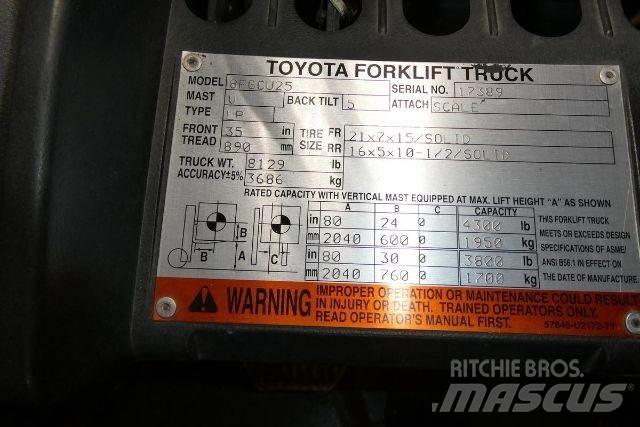 TOYOTA FORKLIFT TRUCK
MODEL 8FGCU25 SERIAL NO. 17389
MAST V BACK TILT 5 ATTACH SCALE
TYPE LP
FRONT TREAD 35 in TIRE SIZE FR 21x7x15/SOLID
890 mm RR 16x5x10-1/2/SOLID
TRUCK WT. 8129 lb
ACCURACY±5% 3686 kg
RATED CAPACITY WITH VERTICAL MAST EQUIPPED AT MAX. LIFT HEIGHT "A" AS SHOWN
A B C CAPACITY
in 80 24 0 4300 lb
mm 2040 600 0 1950 kg
in 80 30 0 3800 lb
mm 2040 760 0 1700 kg
B A B C
THIS FORKLIFT TRUCK
MEETS OR EXCEEDS DESIGN
SPECIFICATIONS OF ASME/
ANSI B56.1 IN EFFECT ON
THE DATE OF MANUFACTURE.
WARNING
IMPROPER OPERATION OR MAINTENANCE COULD RESULT
IN INJURY OR DEATH. TRAINED OPERATORS ONLY.
READ OPERATOR'S MANUAL FIRST.
57846-U2172-71
RITCHIE BROS.
MASCUS